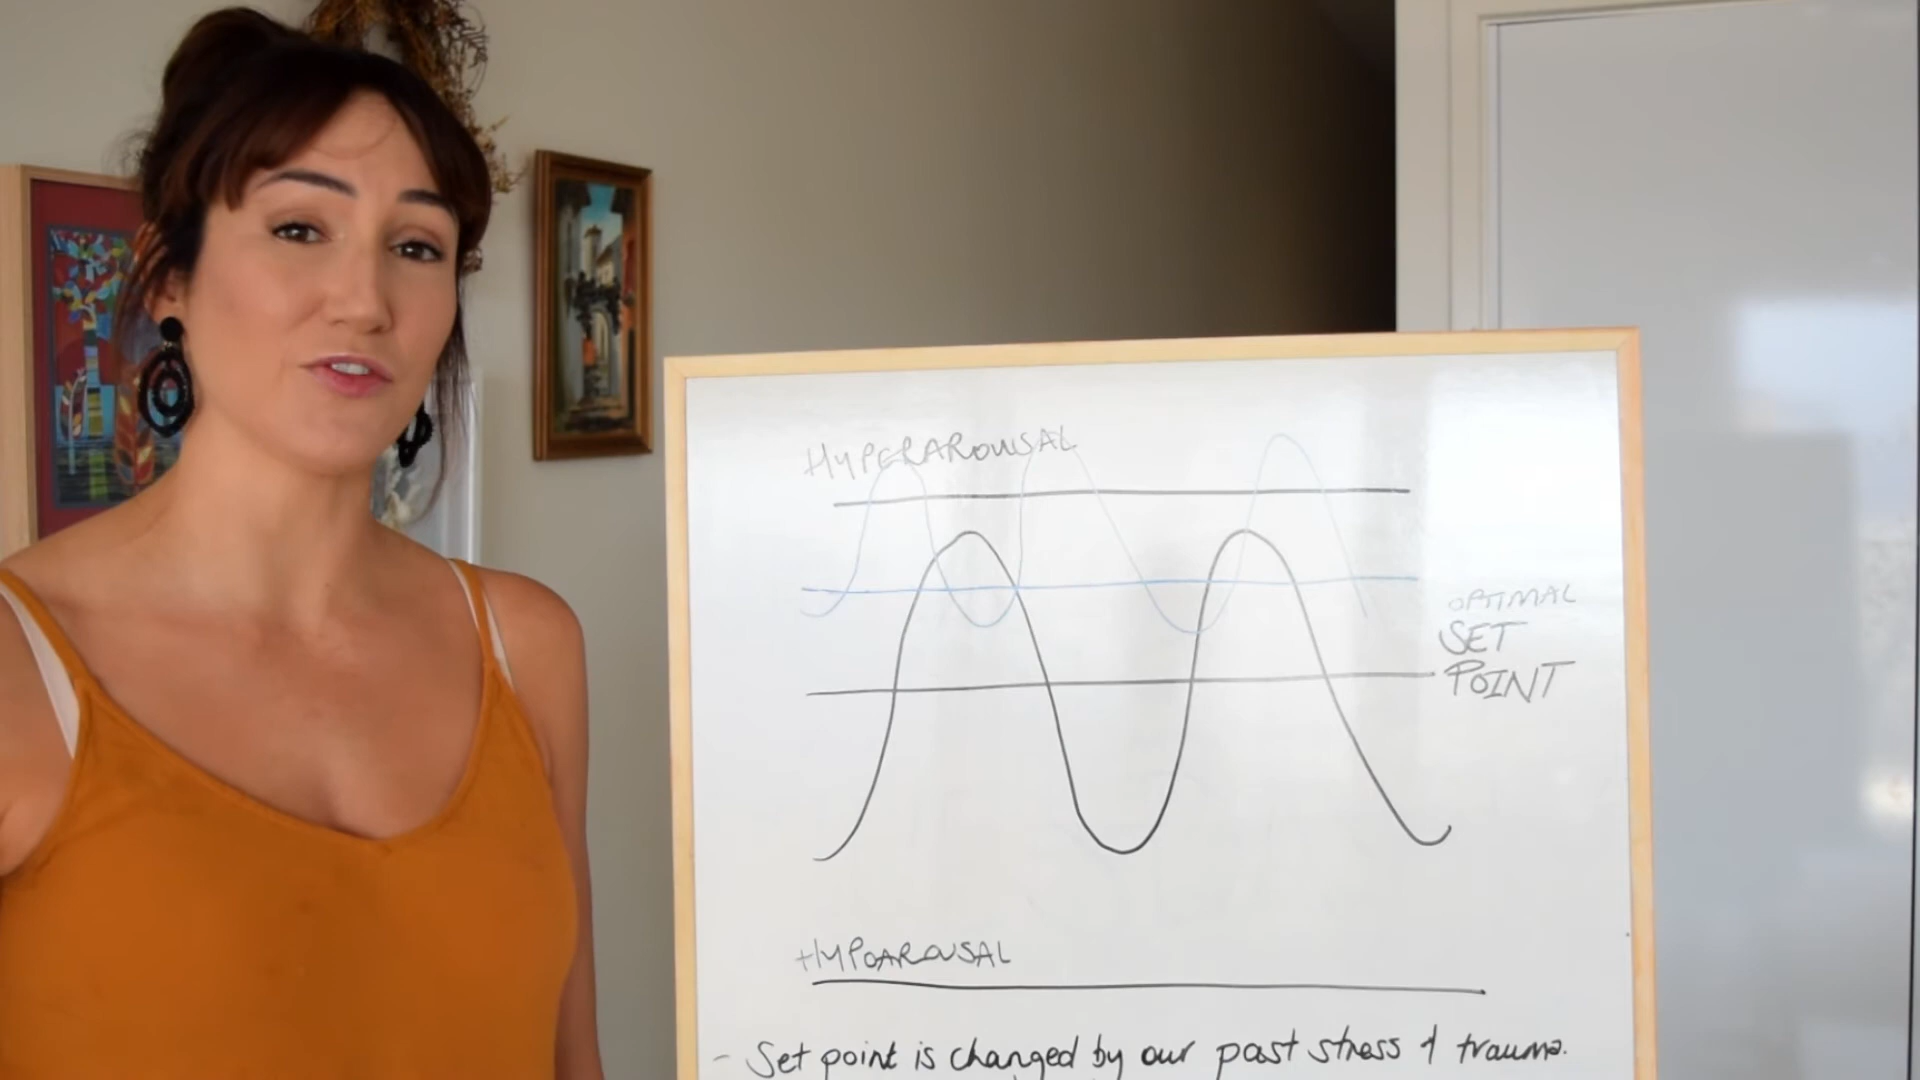 HYPERAROUSAL
OPTIMAL
SET
POINT
HYPOAROUSAL
- Set point is changed by our past stress & trauma.